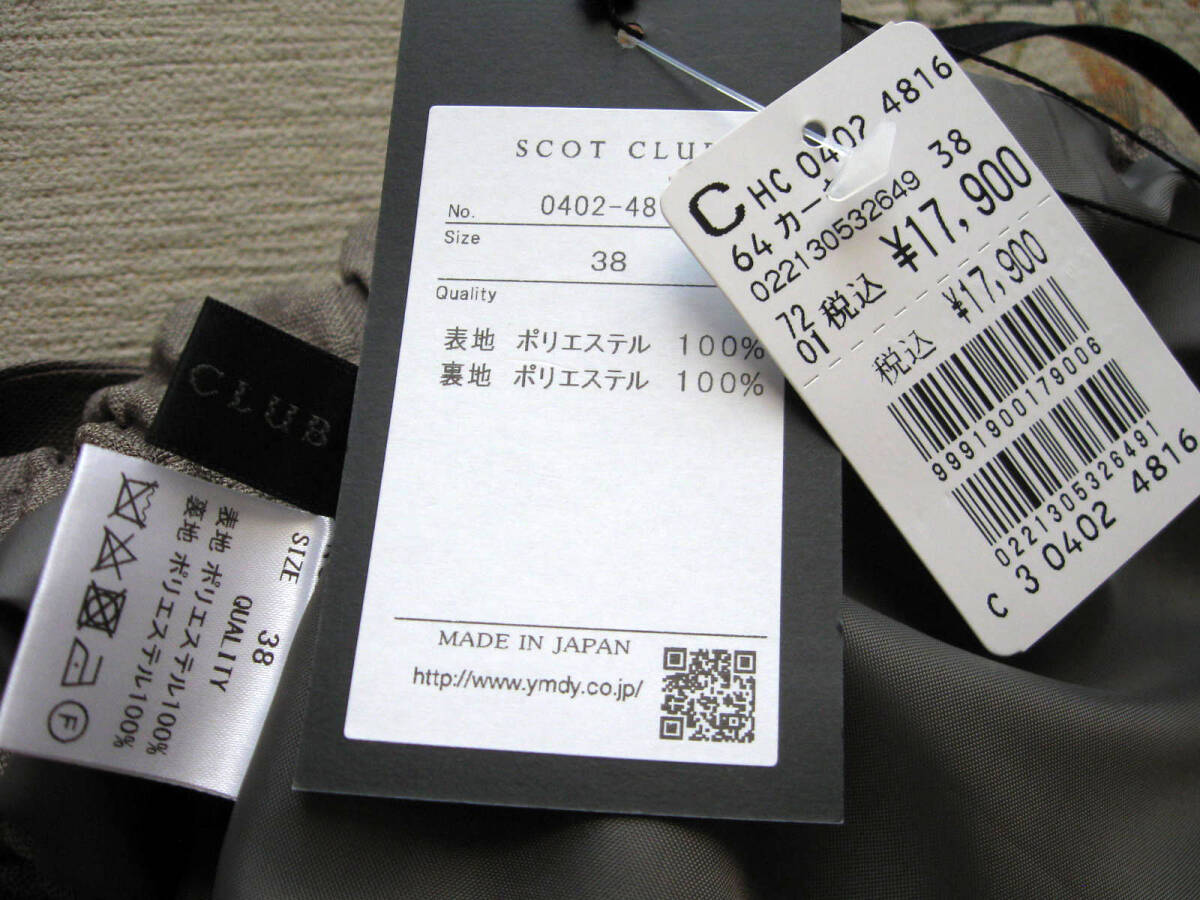 SCOT CLUB
No. 0402-48
Size
38
Quality
表地 ポリエステル 100%
裏地 ポリエステル 100%
MADE IN JAPAN
http://www.ymdy.co.jp/
C HC 0402 4816
64 カー
0221305326​49 38
72
01 税込 ¥17,900
税込 ¥17,900
9991900179006
0221305326491
C 3 0402 4816
CLUB
SIZE 38
QUALITY
表地 ポリエステル100%
裏地 ポリエステル100%
F